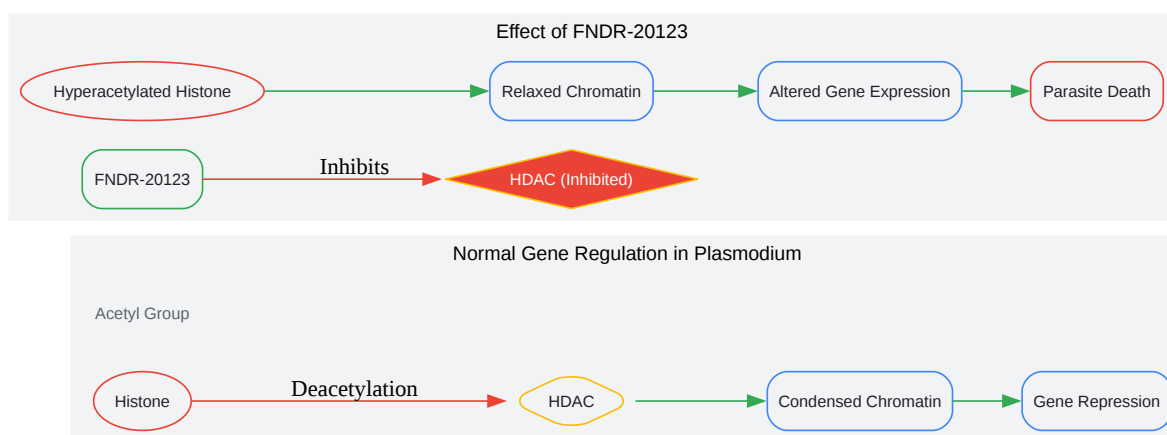 Effect of FNDR-20123
Hyperacetylated Histone
Relaxed Chromatin
Altered Gene Expression
Parasite Death
FNDR-20123
Inhibits
HDAC (Inhibited)
Normal Gene Regulation in Plasmodium
Acetyl Group
Histone
Deacetylation
HDAC
Condensed Chromatin
Gene Repression